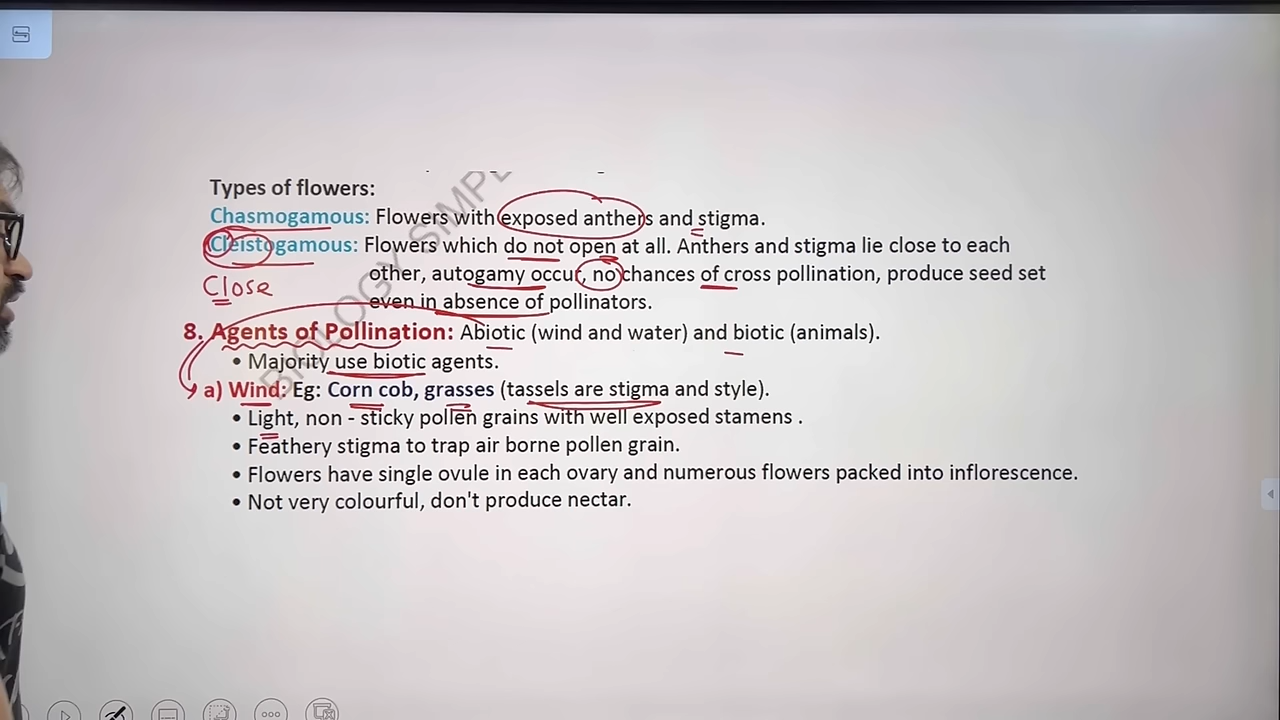 Types of flowers:
Chasmogamous: Flowers with exposed anthers and stigma.
Cleistogamous: Flowers which do not open at all. Anthers and stigma lie close to each
other, autogamy occur, no chances of cross pollination, produce seed set
Close
even in absence of pollinators.
8. Agents of Pollination: Abiotic (wind and water) and biotic (animals).
• Majority use biotic agents.
a) Wind: Eg: Corn cob, grasses (tassels are stigma and style).
• Light, non - sticky pollen grains with well exposed stamens .
• Feathery stigma to trap air borne pollen grain.
• Flowers have single ovule in each ovary and numerous flowers packed into inflorescence.
• Not very colourful, don't produce nectar.
BIOLOGY SIMPL